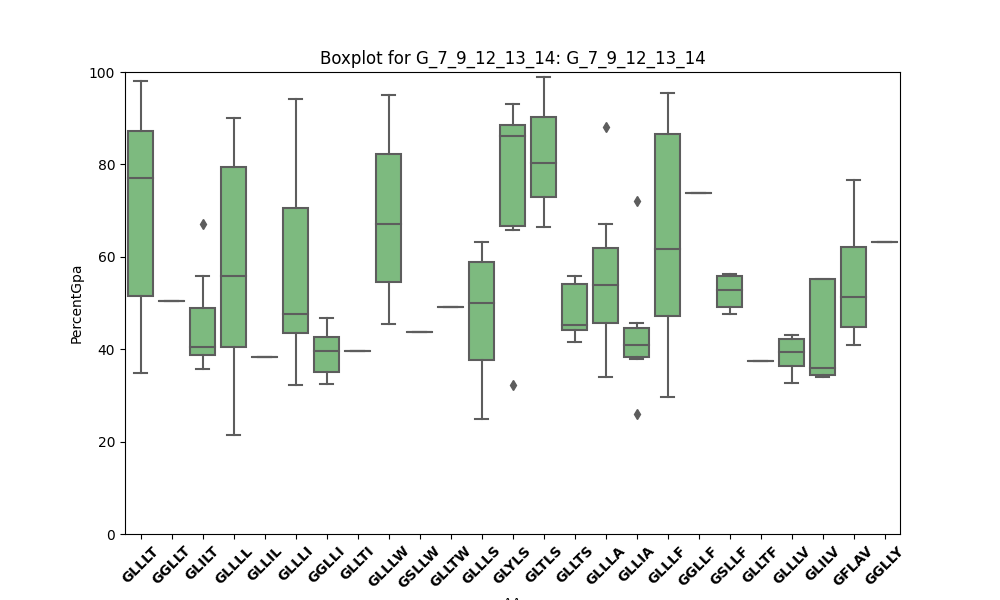 Boxplot for G_7_9_12_13_14: G_7_9_12_13_14
100
80
60
40
20
0
PercentGpa
GLLLT GGLLT GLILT GLLLL GLLIL GLLLI GGLLI GLLTI GLLLW GSLLW GLLTW GLLLS GLYLS GLTLS GLLTS GLLLA GLLIA GLLLF GGLLF GSLLF GLLTF GLLLV GLILV GFLAV GGLLY